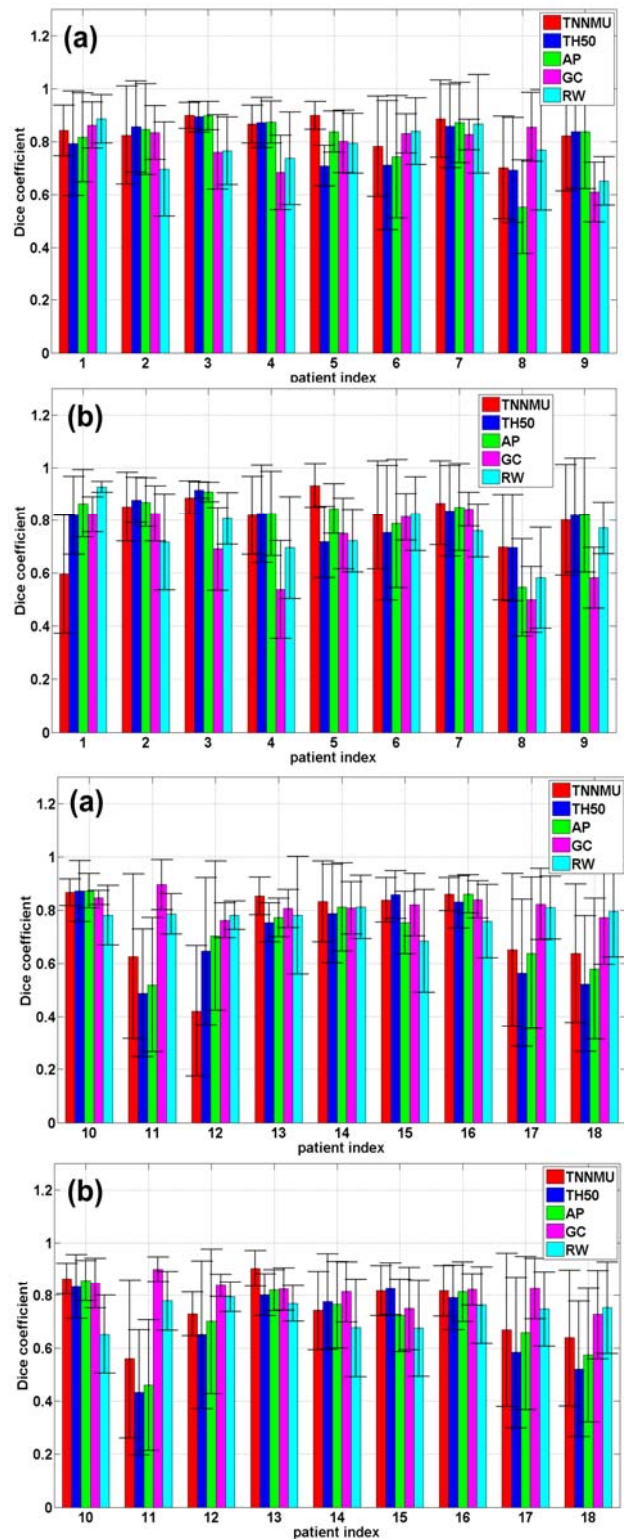 (a)
TNNMU
TH50
AP
GC
RW
Dice coefficient
1.2
1
0.8
0.6
0.4
0.2
0
1 2 3 4 5 6 7 8 9
patient index
(b)
TNNMU
TH50
AP
GC
RW
Dice coefficient
1.2
1
0.8
0.6
0.4
0.2
0
1 2 3 4 5 6 7 8 9
patient index
(a)
TNNMU
TH50
AP
GC
RW
Dice coefficient
1.2
1
0.8
0.6
0.4
0.2
0
10 11 12 13 14 15 16 17 18
patient index
(b)
TNNMU
TH50
AP
GC
RW
Dice coefficient
1.2
1
0.8
0.6
0.4
0.2
0
10 11 12 13 14 15 16 17 18
patient index